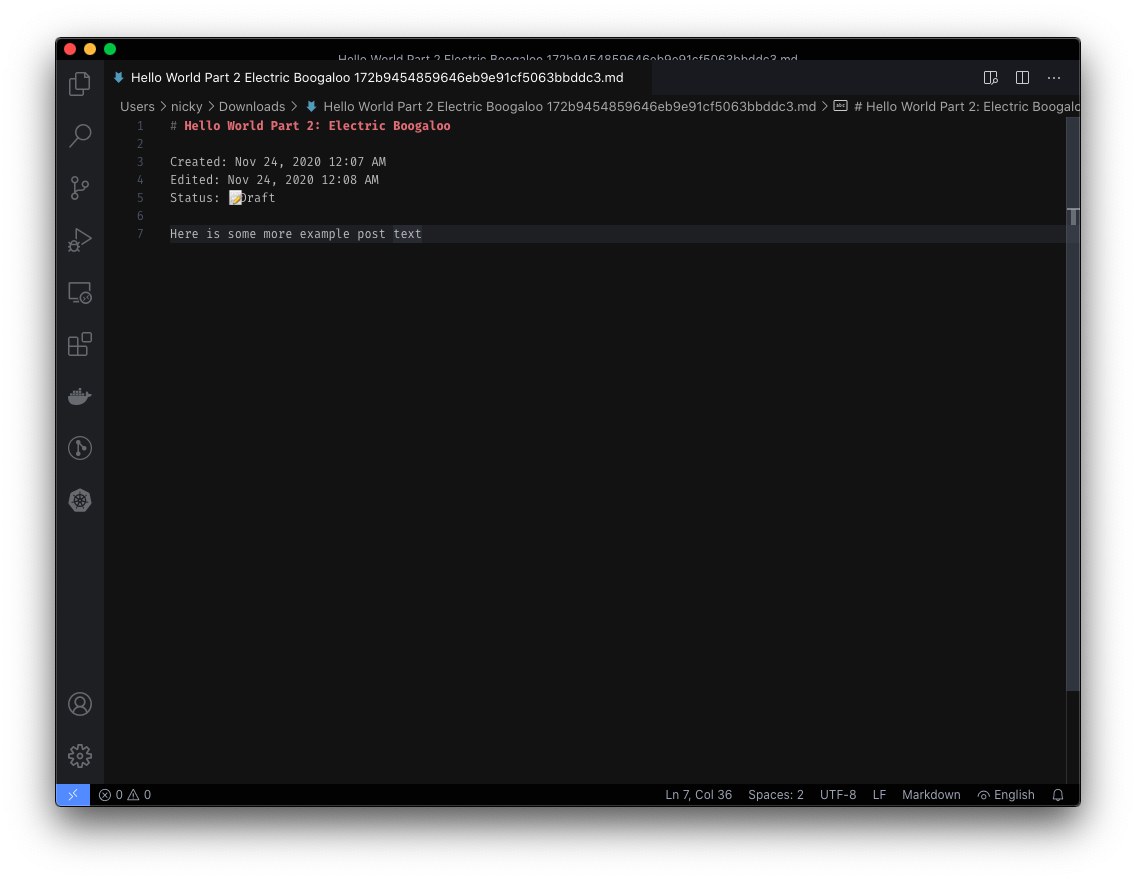 Hello World Part 2 Electric Boogaloo 172b9454859646eb9e91cf5063bbddc3.md
Hello World Part 2 Electric Boogaloo 172b9454859646eb9e91cf5063bbddc3.md
Users > nicky > Downloads > Hello World Part 2 Electric Boogaloo 172b9454859646eb9e91cf5063bbddc3.md > abc # Hello World Part 2: Electric Boogalo
1 # Hello World Part 2: Electric Boogaloo
2
3 Created: Nov 24, 2020 12:07 AM
4 Edited: Nov 24, 2020 12:08 AM
5 Status: 📝Draft
6
7 Here is some more example post text
0 0 Ln 7, Col 36 Spaces: 2 UTF-8 LF Markdown English